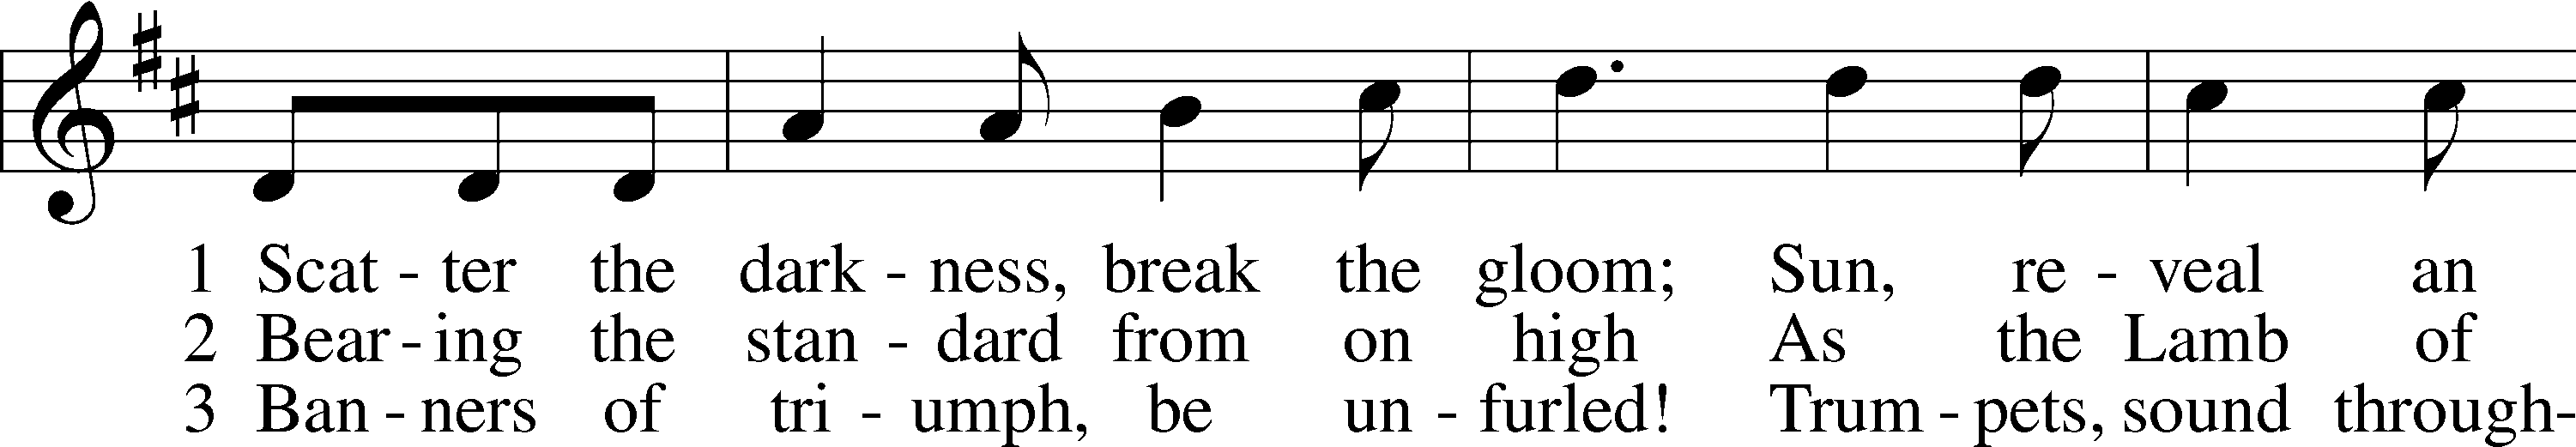 1 Scat - ter the dark - ness, break the gloom; Sun, re - veal an
2 Bear - ing the stan - dard from on high As the Lamb of
3 Ban - ners of tri - umph, be un - furled! Trum - pets, sound through-